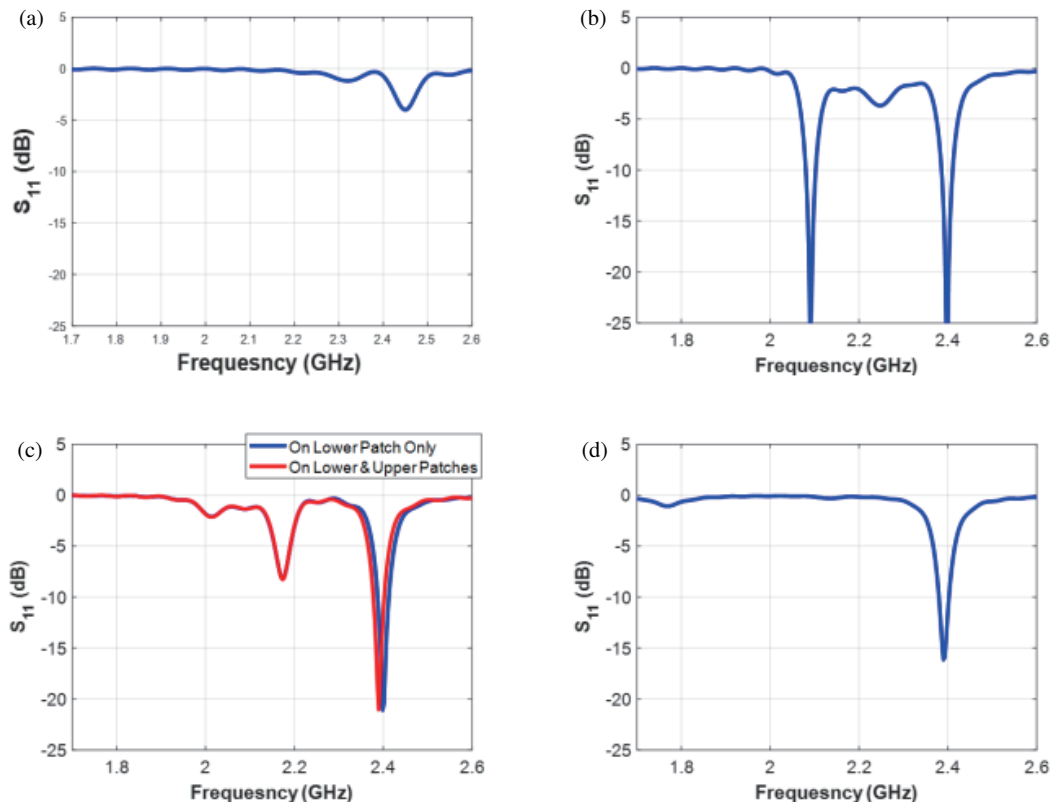 (a)
5
0
-5
-10
-15
-20
-25
S11 (dB)
1.7 1.8 1.9 2 2.1 2.2 2.3 2.4 2.5 2.6
Frequesncy (GHz)
(b)
5
0
-5
-10
-15
-20
-25
S11 (dB)
1.8 2 2.2 2.4 2.6
Frequesncy (GHz)
(c)
On Lower Patch Only
On Lower & Upper Patches
5
0
-5
-10
-15
-20
-25
S11 (dB)
1.8 2 2.2 2.4 2.6
Frequesncy (GHz)
(d)
5
0
-5
-10
-15
-20
-25
S11 (dB)
1.8 2 2.2 2.4 2.6
Frequesncy (GHz)